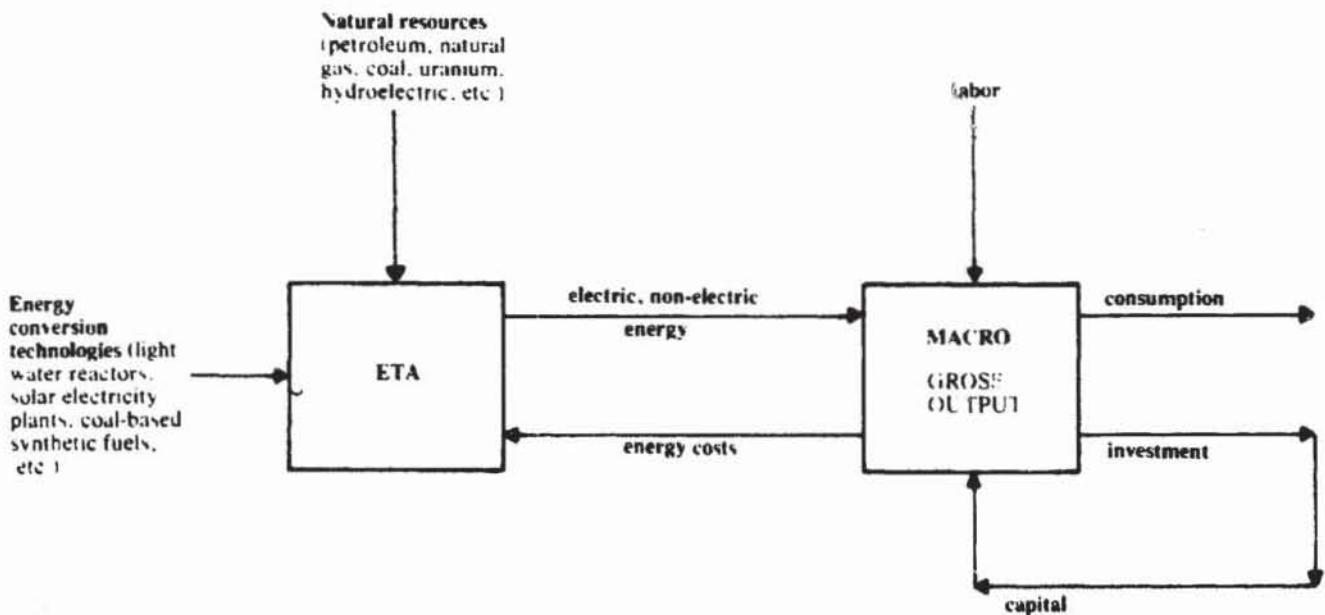 Natural resources
(petroleum, natural
gas, coal, uranium,
hydroelectric, etc.)
labor
Energy
conversion
technologies (light
water reactors,
solar electricity
plants, coal-based
synthetic fuels,
etc.)
ETA
electric, non-electric
energy
energy costs
MACRO
GROSS
OUTPUT
consumption
investment
capital